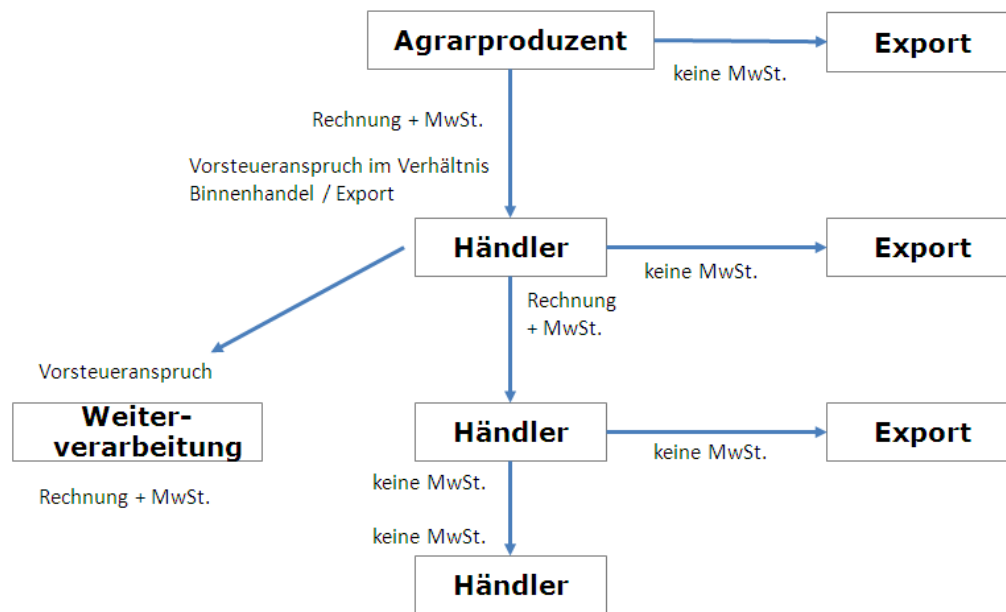 Agrarproduzent
Export
keine MwSt.
Rechnung + MwSt.
Vorsteueranspruch im Verhältnis
Binnenhandel / Export
Händler
Export
keine MwSt.
Rechnung
+ MwSt.
Vorsteueranspruch
Weiter-
verarbeitung
Händler
Export
keine MwSt.
keine MwSt.
Rechnung + MwSt.
keine MwSt.
Händler